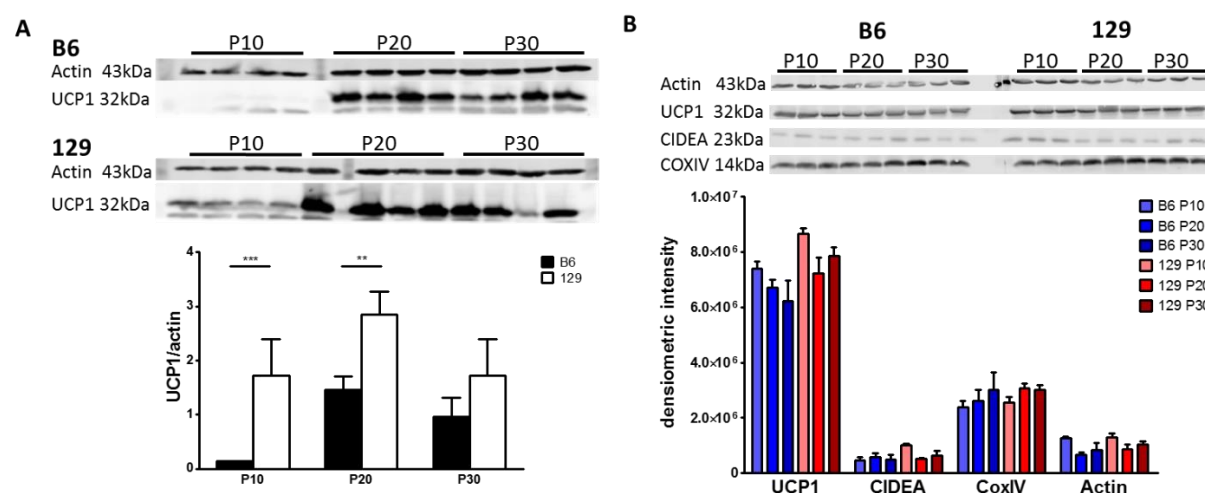 A
B6
P10 P20 P30
Actin 43kDa
UCP1 32kDa
129
P10 P20 P30
Actin 43kDa
UCP1 32kDa
4
3
2
1
0
UCP1/actin
***
**
B6
129
P10 P20 P30
B
B6 129
P10 P20 P30 P10 P20 P30
Actin 43kDa
UCP1 32kDa
CIDEA 23kDa
COXIV 14kDa
1.0×10⁷
8.0×10⁶
6.0×10⁶
4.0×10⁶
2.0×10⁶
0
densiometric intensity
B6 P10
B6 P20
B6 P30
129 P10
129 P20
129 P30
UCP1 CIDEA CoxIV Actin